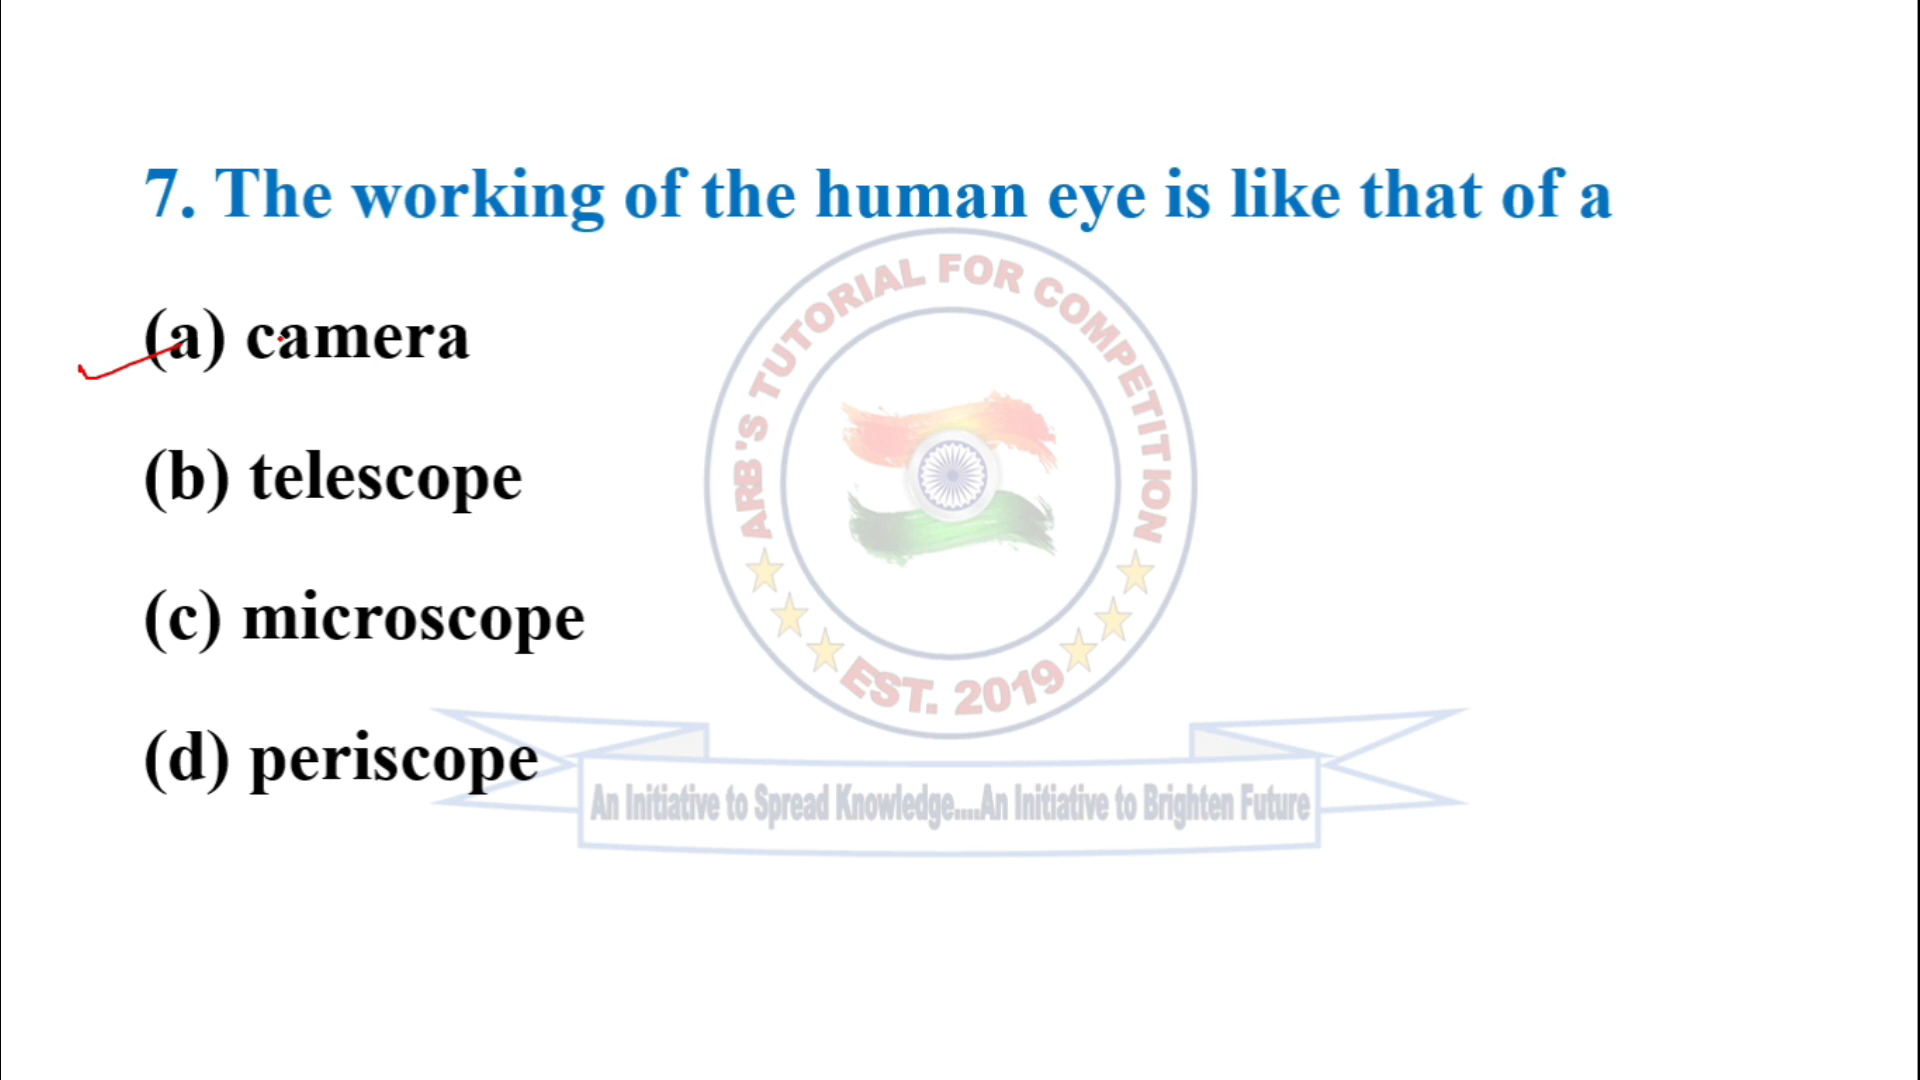 7. The working of the human eye is like that of a
(a) camera
(b) telescope
(c) microscope
(d) periscope
ARB'S TUTORIAL FOR COMPETITION
EST. 2019
An Initiative to Spread Knowledge....An Initiative to Brighten Future